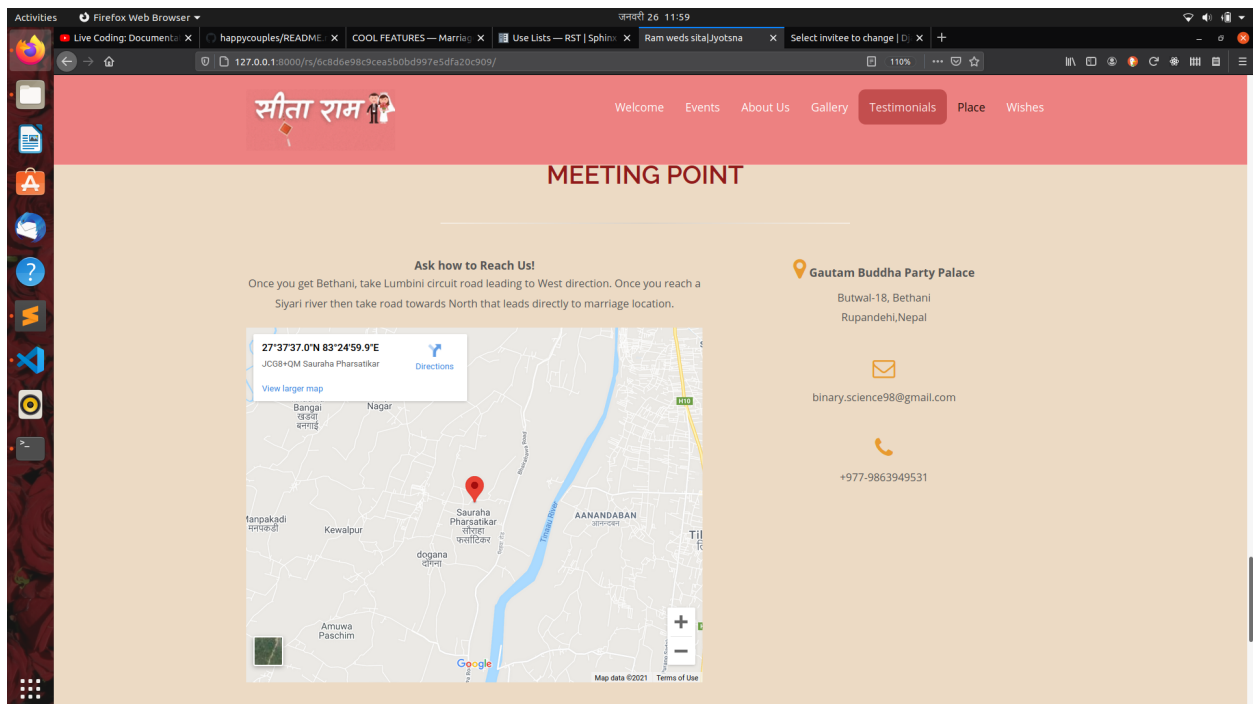 Activities Firefox Web Browser जनवरी 26 11:59
Live Coding: Documenta happycouples/README. COOL FEATURES — Marriag Use Lists — RST | Sphinx Ram weds sita|Jyotsna Select invitee to change | Dj
127.0.0.1:8000/rs/6c8d6e98c9cea5b0bd997e5dfa20c909/ 110%
सीता राम Welcome Events About Us Gallery Testimonials Place Wishes
MEETING POINT
Ask how to Reach Us!
Once you get Bethani, take Lumbini circuit road leading to West direction. Once you reach a
Siyari river then take road towards North that leads directly to marriage location.
27°37'37.0"N 83°24'59.9"E
JCG8+QM Sauraha Pharsatikar
Directions
View larger map
Bangai
खडवा
बनगाई
Nagar
H10
Bhairahawa Road
Sauraha
Pharsatikar
सौराहा
फर्साटिकर
Tinau River
AANANDABAN
आनन्दबन
Manpakadi
मनपकडी
Kewalpur
dogana
दोगना
Amuwa
Paschim
Google
Map data ©2021 Terms of Use
Gautam Buddha Party Palace
Butwal-18, Bethani
Rupandehi,Nepal
binary.science98@gmail.com
+977-9863949531